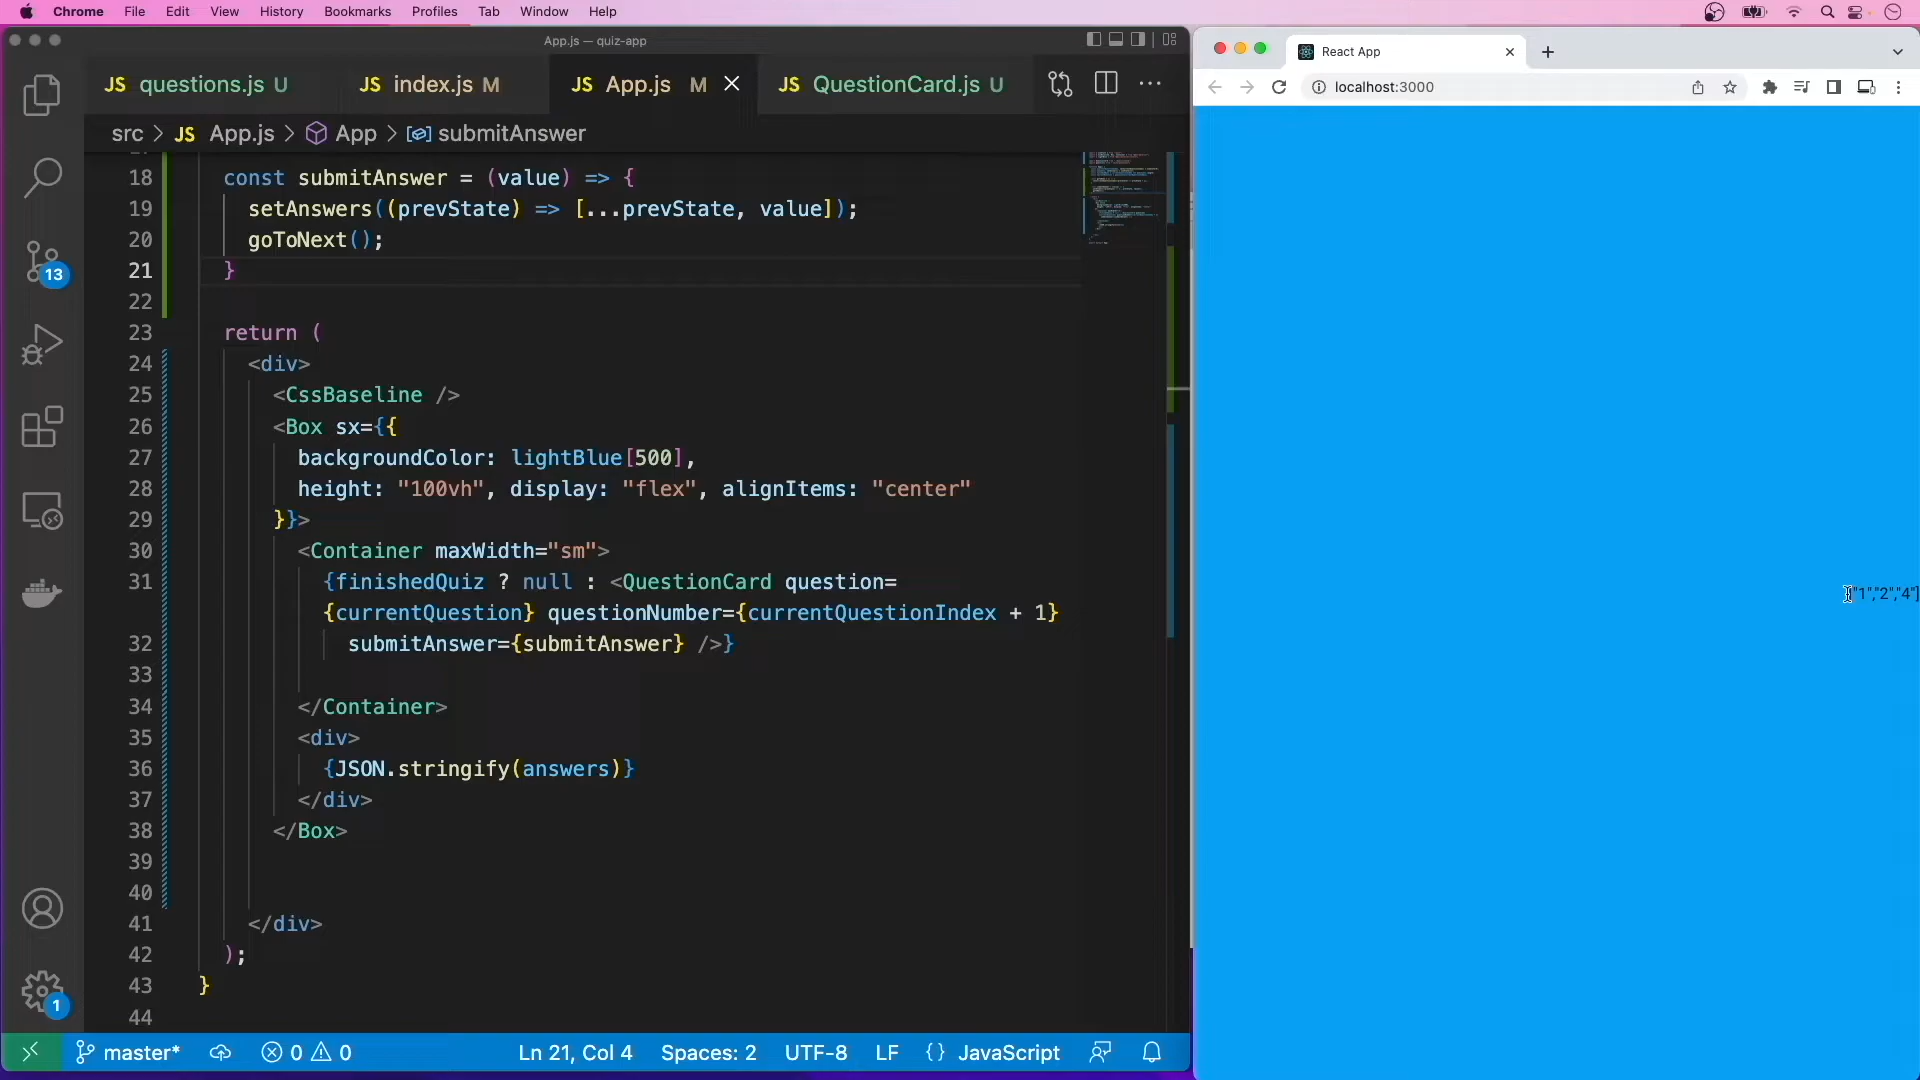 Chrome File Edit View History Bookmarks Profiles Tab Window Help
App.js — quiz-app
JS questions.js U JS index.js M JS App.js M JS QuestionCard.js U
src > JS App.js > App > submitAnswer
18 const submitAnswer = (value) => {
19 setAnswers((prevState) => [...prevState, value]);
20 goToNext();
21 }
22
23 return (
24 <div>
25 <CssBaseline />
26 <Box sx={{
27 backgroundColor: lightBlue[500],
28 height: "100vh", display: "flex", alignItems: "center"
29 }}>
30 <Container maxWidth="sm">
31 {finishedQuiz ? null : <QuestionCard question=
{currentQuestion} questionNumber={currentQuestionIndex + 1}
32 submitAnswer={submitAnswer} />}
33
34 </Container>
35 <div>
36 {JSON.stringify(answers)}
37 </div>
38 </Box>
39
40
41 </div>
42 );
43 }
44
13
1
master* 0 0 Ln 21, Col 4 Spaces: 2 UTF-8 LF {} JavaScript
React App
localhost:3000
"1","2","4"]